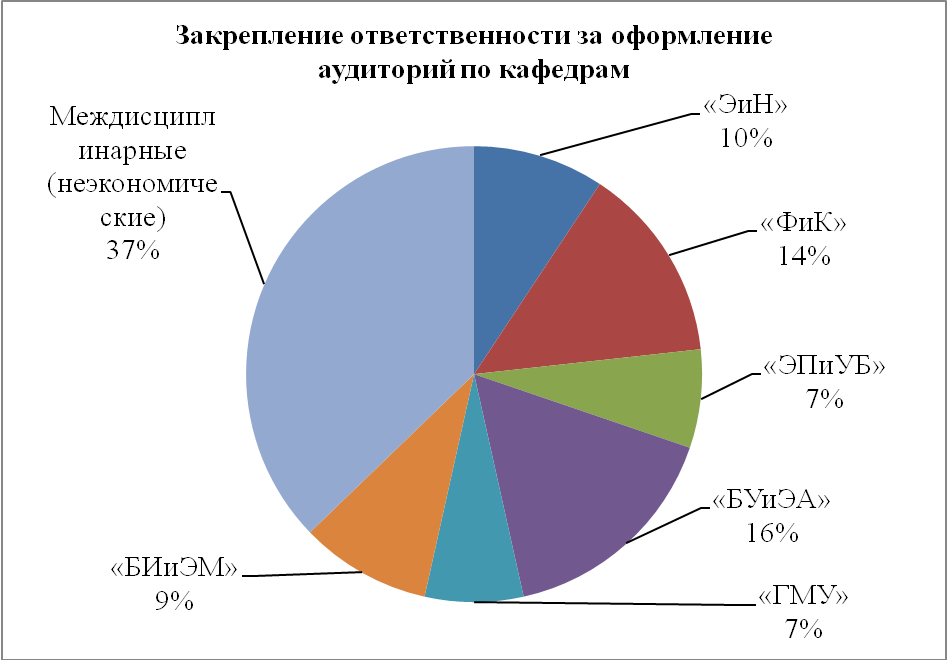 Закрепление ответственности за оформление
аудиторий по кафедрам
«ЭиН»
10%
«ФиК»
14%
«ЭПиУБ»
7%
«БУиЭА»
16%
«ГМУ»
7%
«БИиЭМ»
9%
Междисципл
инарные
(неэкономиче
ские)
37%